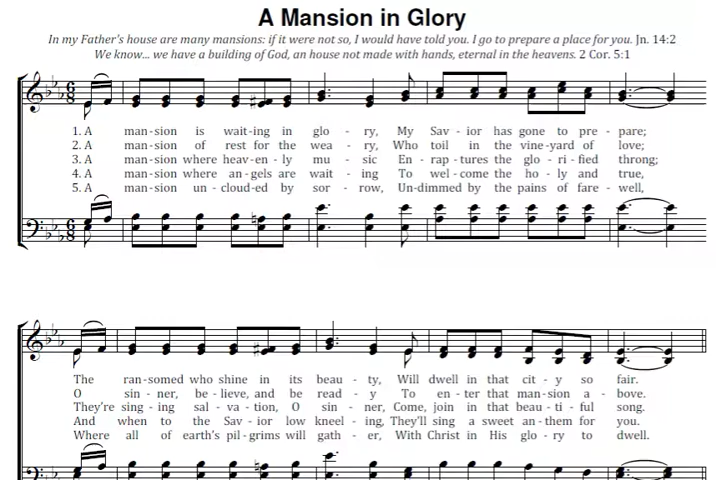 A Mansion in Glory
In my Father's house are many mansions: if it were not so, I would have told you. I go to prepare a place for you. Jn. 14:2
We know... we have a building of God, an house not made with hands, eternal in the heavens. 2 Cor. 5:1
6
8
1. A man - sion is wait - ing in glo - ry, My Sav - ior has gone to pre - pare;
2. A man - sion of rest for the wea - ry, Who toil in the vine - yard of love;
3. A man - sion where heav - en - ly mu - sic En - rap - tures the glo - ri - fied throng;
4. A man - sion where an - gels are wait - ing To wel - come the ho - ly and true,
5. A man - sion un - cloud - ed by sor - row, Un - dimmed by the pains of fare - well,
6
8
The ran - somed who shine in its beau - ty, Will dwell in that cit - y so fair.
O sin - ner, be - lieve, and be read - y To en - ter that man - sion a - bove.
They're sing - ing sal - va - tion, O sin - ner, Come, join in that beau - ti - ful song.
And when to the Sav - ior low kneel - ing, They'll sing a sweet an - them for you.
Where all of earth's pil - grims will gath - er, With Christ in His glo - ry to dwell.